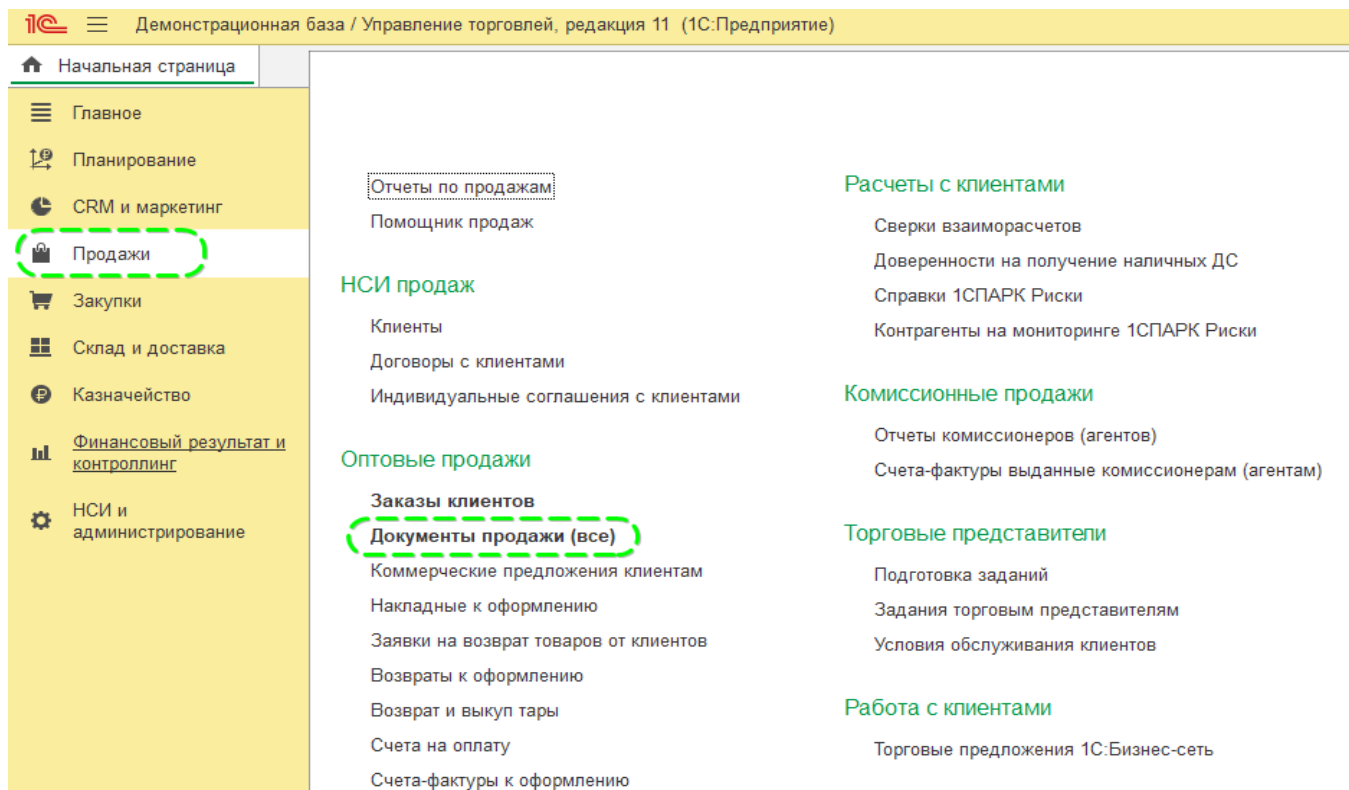 1С Демонстрационная база / Управление торговлей, редакция 11 (1С:Предприятие)
Начальная страница
Главное
Планирование
CRM и маркетинг
Продажи
Закупки
Склад и доставка
Казначейство
Финансовый результат и
контроллинг
НСИ и
администрирование
Отчеты по продажам
Помощник продаж
НСИ продаж
Клиенты
Договоры с клиентами
Индивидуальные соглашения с клиентами
Оптовые продажи
Заказы клиентов
Документы продажи (все)
Коммерческие предложения клиентам
Накладные к оформлению
Заявки на возврат товаров от клиентов
Возвраты к оформлению
Возврат и выкуп тары
Счета на оплату
Счета-фактуры к оформлению
Расчеты с клиентами
Сверки взаиморасчетов
Доверенности на получение наличных ДС
Справки 1СПАРК Риски
Контрагенты на мониторинге 1СПАРК Риски
Комиссионные продажи
Отчеты комиссионеров (агентов)
Счета-фактуры выданные комиссионерам (агентам)
Торговые представители
Подготовка заданий
Задания торговым представителям
Условия обслуживания клиентов
Работа с клиентами
Торговые предложения 1С:Бизнес-сеть